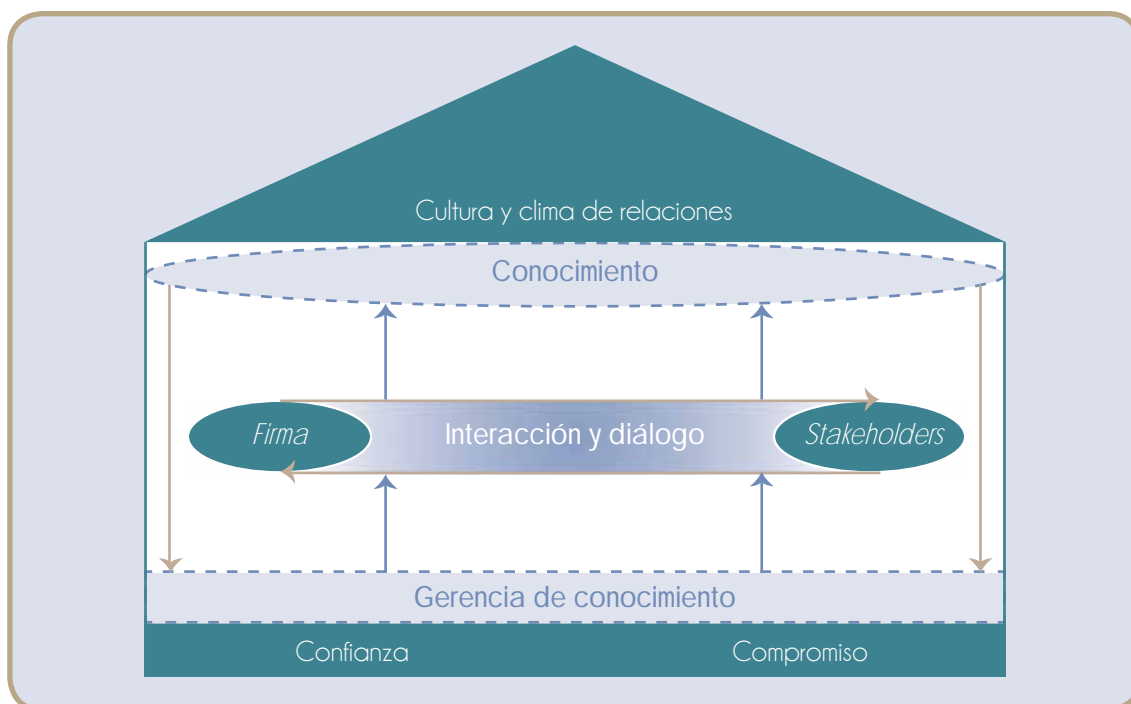 Cultura y clima de relaciones
Conocimiento
Firma
Interacción y diálogo
Stakeholders
Gerencia de conocimiento
Confianza
Compromiso